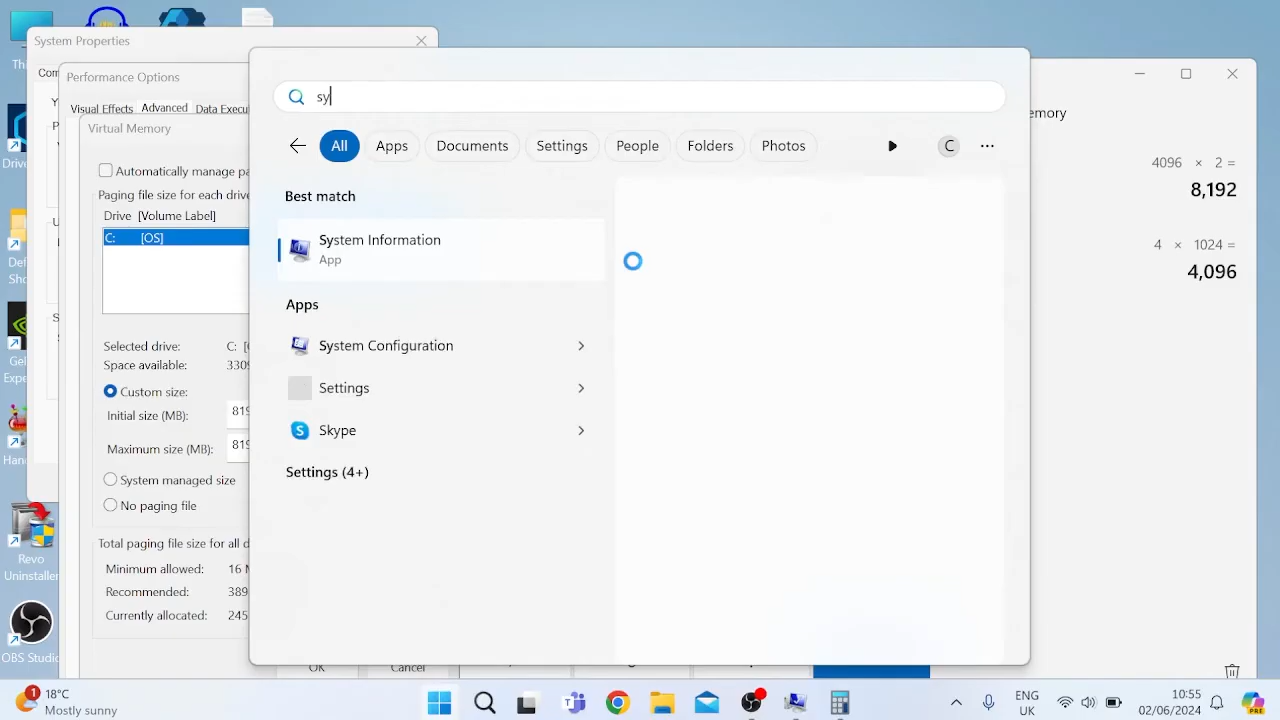 System Properties
Performance Options
Visual Effects
Advanced
Virtual Memory
Automatically manage
Paging file size for each
Drive [Volume Label]
C: [OS]
Selected drive: C:
Space available:
Custom size:
Initial size (MB):
Maximum size (MB):
System managed size
No paging file
Total paging file size for all
Minimum allowed: 16
Recommended:
Currently allocated:
OK
Cancel
sy
All
Apps
Documents
Settings
People
Folders
Photos
C
Best match
System Information
App
Apps
System Configuration
Settings
S Skype
Settings (4+)
4096 × 2 =
8,192
4 × 1024 =
4,096
Revo
Uninstaller
OBS Studio
1
18°C
Mostly sunny
ENG
UK
10:55
02/06/2024
PRE